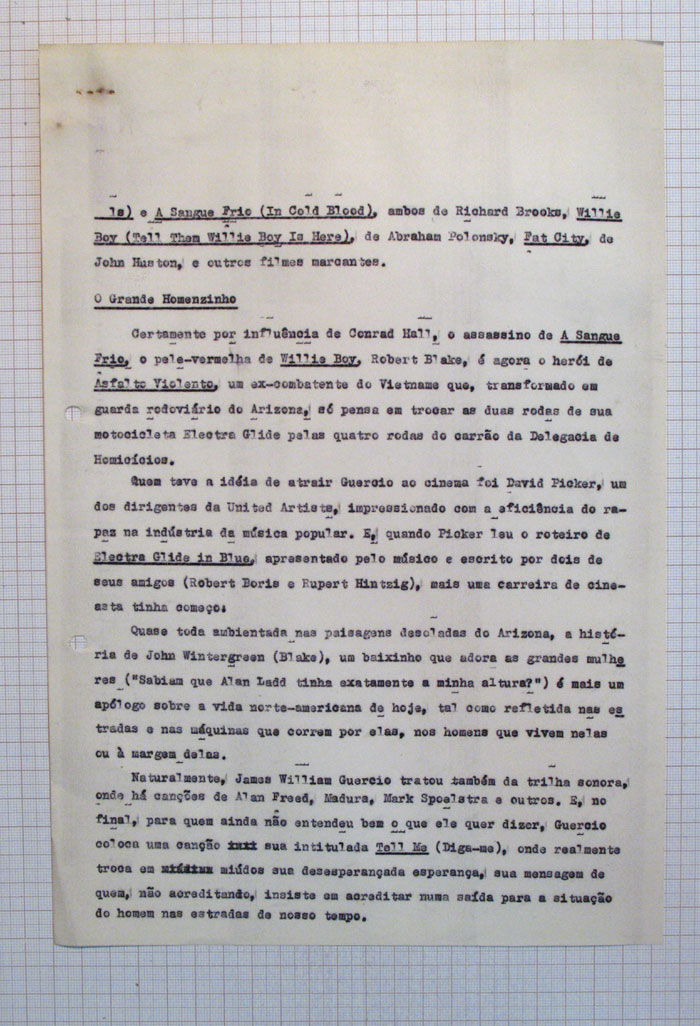 ls) e A Sangue Frio (In Cold Blood), ambos de Richard Brooks, Willie
Boy (Tell Them Willie Boy Is Here), de Abraham Polonsky, Fat City, de
John Huston, e outros filmes marcantes.
O Grande Homenzinho
Certamente por influência de Conrad Hall, o assassino de A Sangue
Frio, o pele-vermelha de Willie Boy, Robert Blake, é agora o herói de
Asfalto Violento, um ex-combatente do Vietname que, transformado em
guarda rodoviário do Arizona, só pensa em trocar as duas rodas de sua
motocicleta Electra Glide pelas quatro rodas do carrão da Delegacia de
Homicícios.
Quem teve a idéia de atrair Guercio ao cinema foi David Picker, um
dos dirigentes da United Artists, impressionado com a eficiência do ra-
paz na indústria da música popular. E, quando Picker leu o roteiro de
Electra Glide in Blue, apresentado pelo músico e escrito por dois de
seus amigos (Robert Boris e Rupert Hintzig), mais uma carreira de cine-
asta tinha começo:
Quase toda ambientada nas paisagens desoladas do Arizona, a histó-
ria de John Wintergreen (Blake), um baixinho que adora as grandes mulhe
res ("Sabiam que Alan Ladd tinha exatamente a minha altura?") é mais um
apólogo sobre a vida norte-americana de hoje, tal como refletida nas es
tradas e nas máquinas que correm por elas, nos homens que vivem nelas
ou à margem delas.
Naturalmente, James William Guercio tratou também da trilha sonora,
onde há canções de Alan Freed, Madura, Mark Spoelstra e outros. E, no
final, para quem ainda não entendeu bem o que ele quer dizer, Guercio
coloca uma canção sua intitulada Tell Me (Diga-me), onde realmente
troca em miúdos sua desesperançada esperança, sua mensagem de
quem, não acreditando, insiste em acreditar numa saída para a situação
do homem nas estradas de nosso tempo.